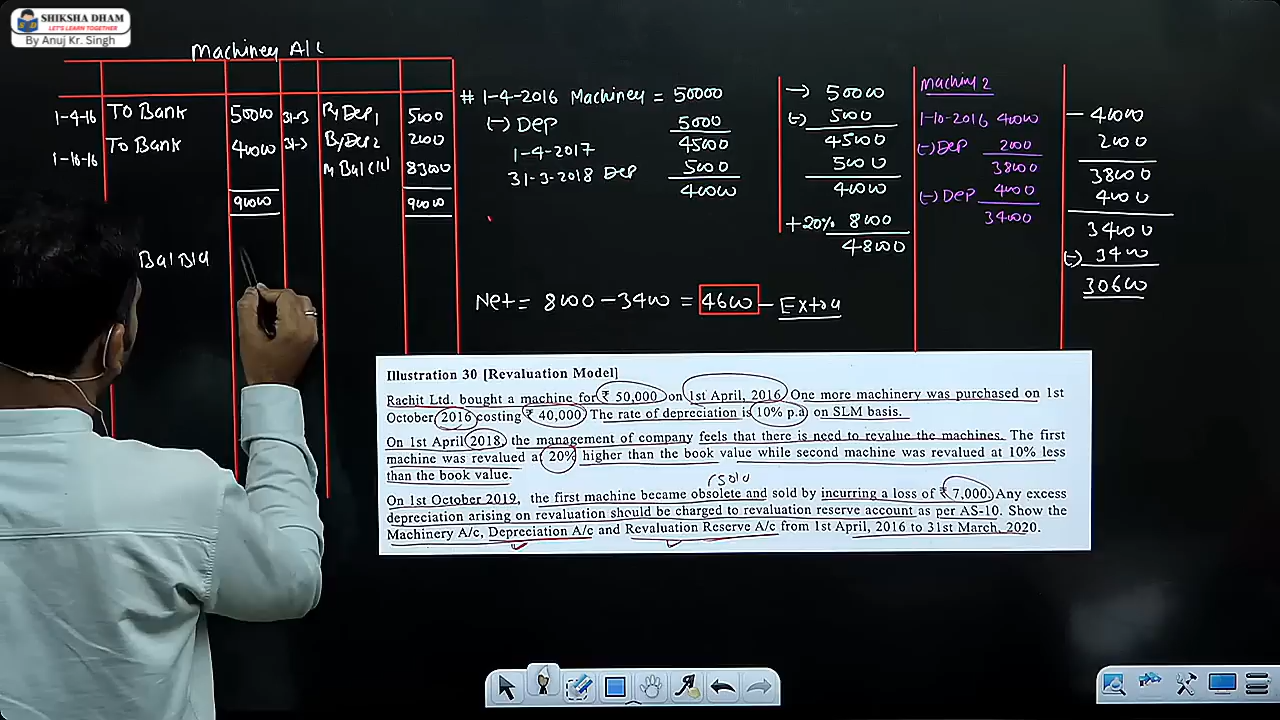 SHIKSHA DHAM
LET'S LEARN TOGETHER
By Anuj Kr. Singh
Machiney A/C
1-4-16 To Bank 50000 31-3 By Dep1 5000
1-10-16 To Bank 40000 31-3 By Dep2 2000
Bal c/d 83000
90000 90000
Bal B/d
# 1-4-2016 Machiney = 50000
(-) Dep 5000
1-4-2017 45000
31-3-2018 Dep 5000
40000
→ 50000
(-) 5000
45000
5000
40000
+20% 8000
48000
Machiny 2
1-10-2016 40000
(-) Dep 2000
38000
(-) Dep 4000
34000
- 40000
2000
38000
4000
34000
(-) 3400
30600
Net = 8000 - 3400 = 4600 - Extra
Illustration 30 [Revaluation Model]
Rachit Ltd. bought a machine for ₹ 50,000 on 1st April, 2016 One more machinery was purchased on 1st
October 2016 costing ₹ 40,000 The rate of depreciation is 10% p.a on SLM basis.
On 1st April 2018 the management of company feels that there is need to revalue the machines. The first
machine was revalued at 20% higher than the book value while second machine was revalued at 10% less
than the book value.
(sold
On 1st October 2019, the first machine became obsolete and sold by incurring a loss of ₹ 7,000. Any excess
depreciation arising on revaluation should be charged to revaluation reserve account as per AS-10. Show the
Machinery A/c, Depreciation A/c and Revaluation Reserve A/c from 1st April, 2016 to 31st March, 2020.